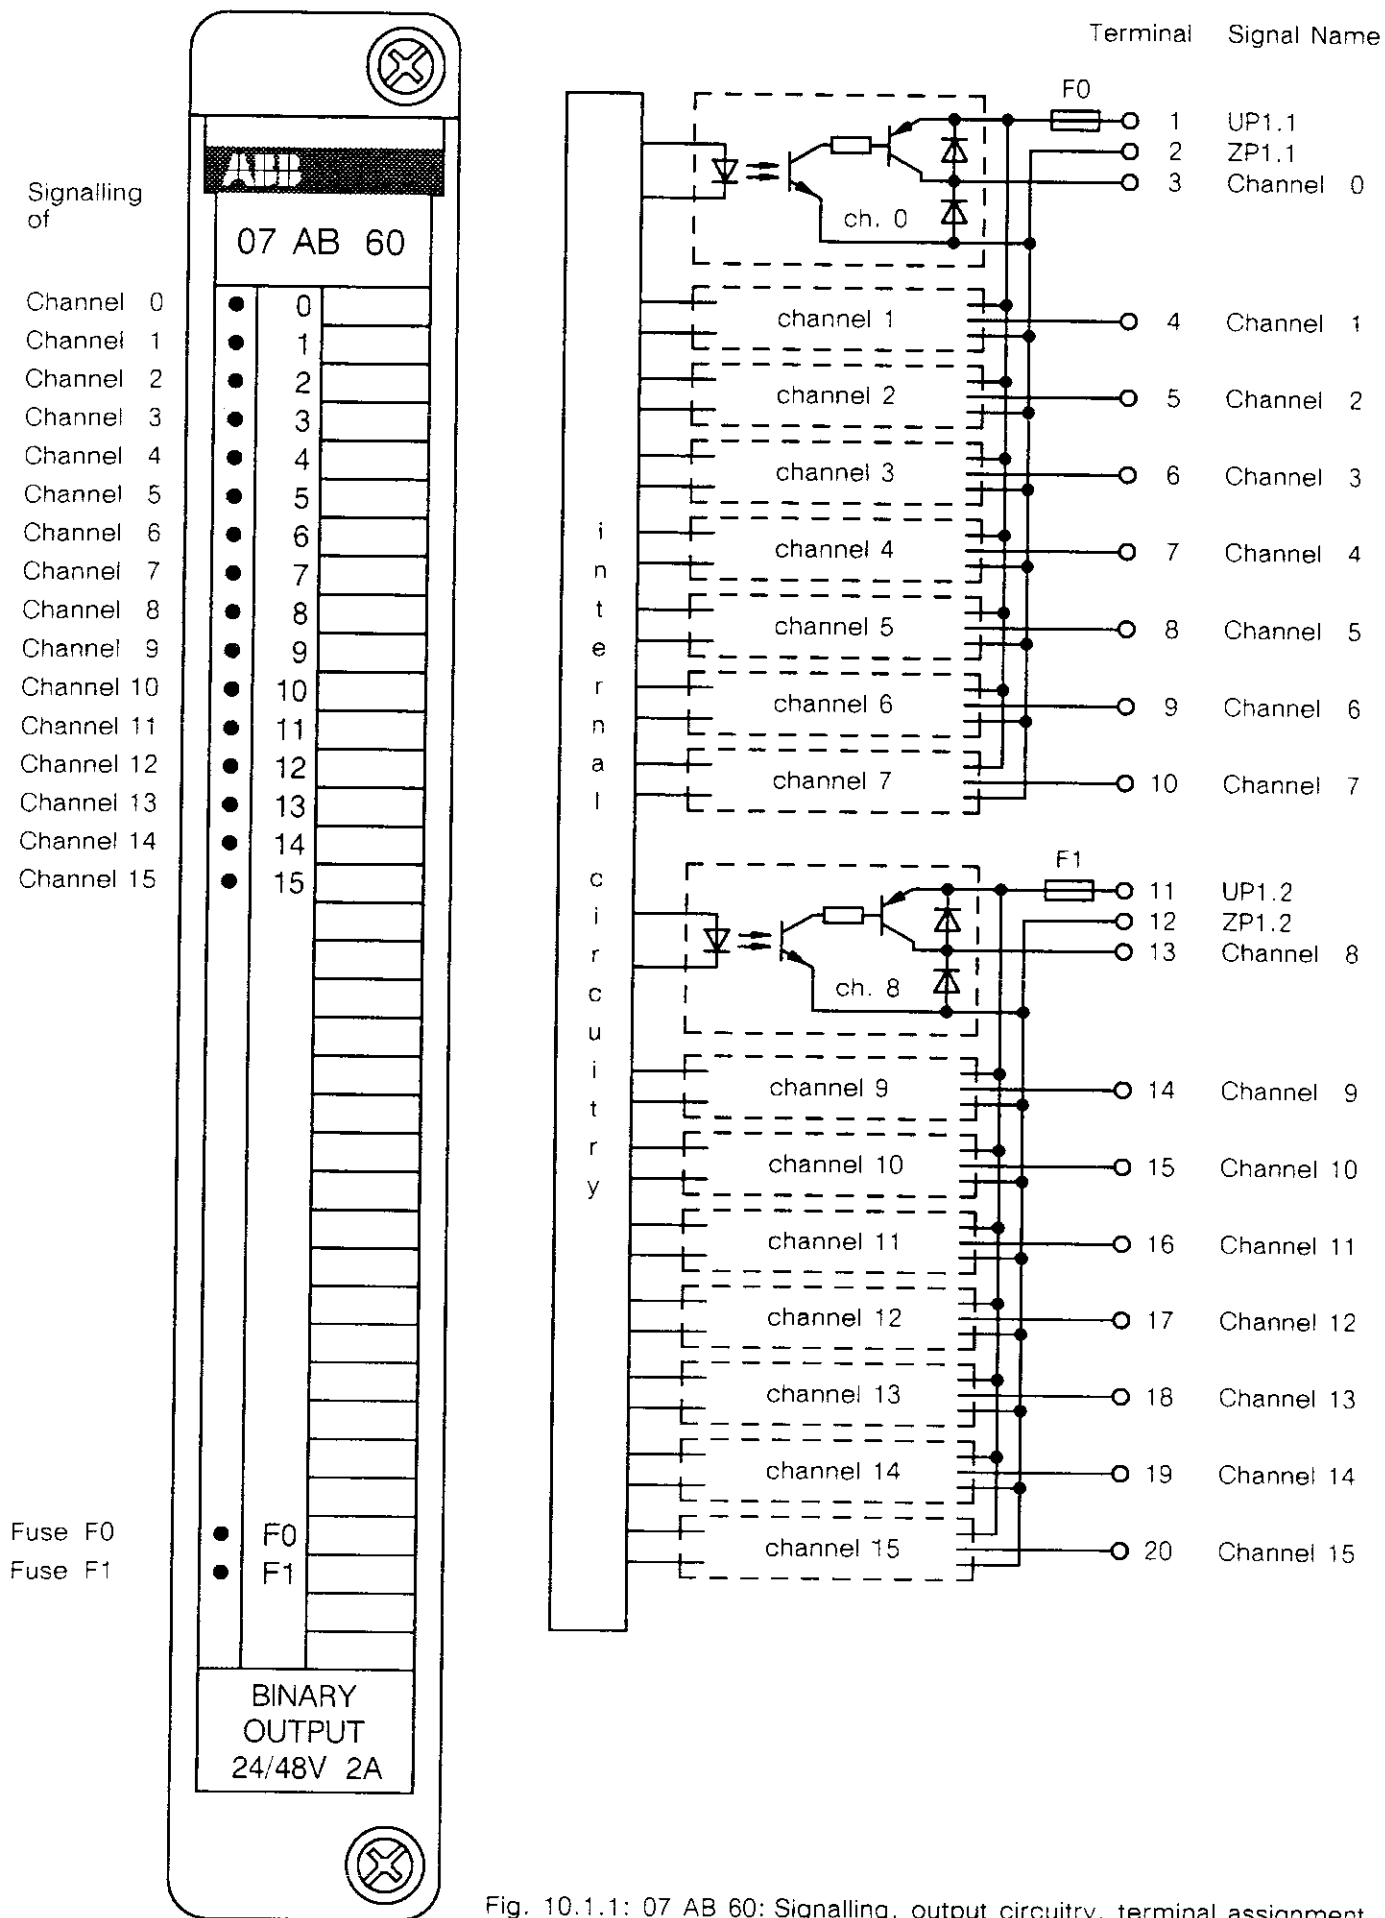 Terminal Signal Name
F0
1 UP1.1
2 ZP1.1
3 Channel 0
ch. 0
channel 1 4 Channel 1
channel 2 5 Channel 2
channel 3 6 Channel 3
channel 4 7 Channel 4
channel 5 8 Channel 5
channel 6 9 Channel 6
channel 7 10 Channel 7
F1
11 UP1.2
12 ZP1.2
13 Channel 8
ch. 8
channel 9 14 Channel 9
channel 10 15 Channel 10
channel 11 16 Channel 11
channel 12 17 Channel 12
channel 13 18 Channel 13
channel 14 19 Channel 14
channel 15 20 Channel 15
internal circuitry
ABB
Signalling
of
07 AB 60
Channel 0 0
Channel 1 1
Channel 2 2
Channel 3 3
Channel 4 4
Channel 5 5
Channel 6 6
Channel 7 7
Channel 8 8
Channel 9 9
Channel 10 10
Channel 11 11
Channel 12 12
Channel 13 13
Channel 14 14
Channel 15 15
Fuse F0 F0
Fuse F1 F1
BINARY
OUTPUT
24/48V 2A
Fig. 10.1.1: 07 AB 60: Signalling, output circuitry, terminal assignment